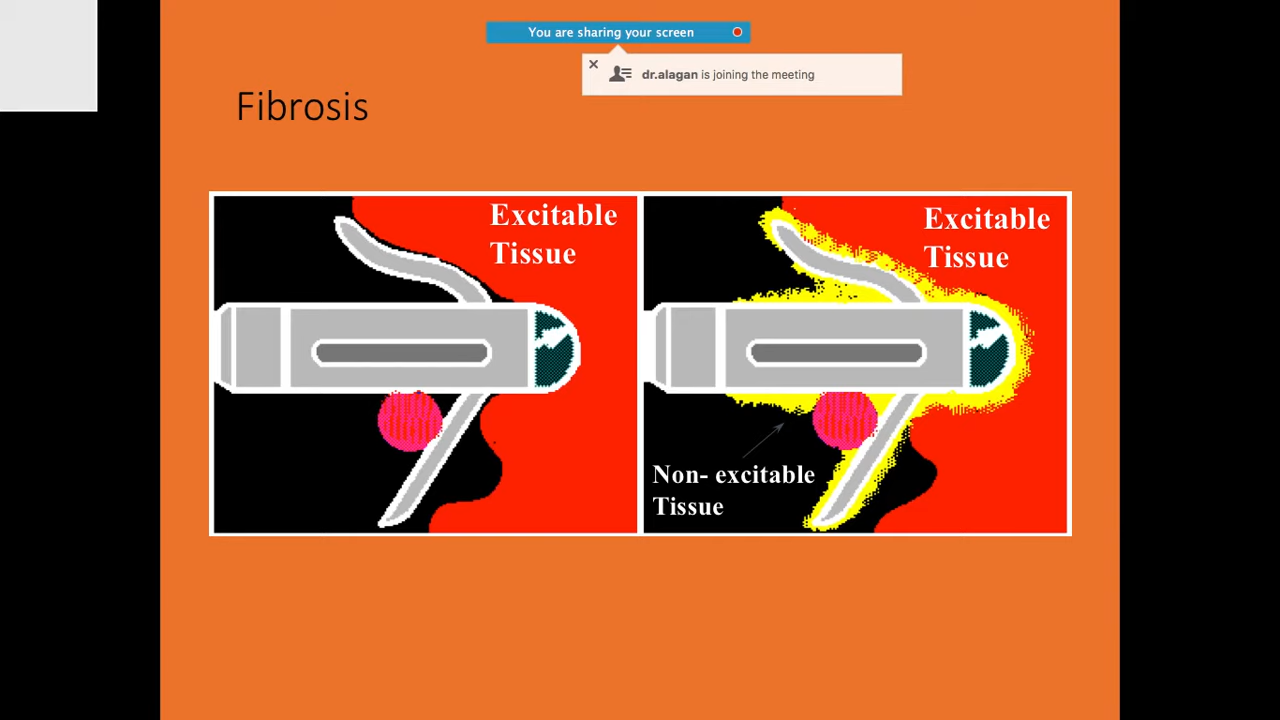 You are sharing your screen
dr.alagan is joining the meeting
Fibrosis
Excitable
Tissue
Excitable
Tissue
Non- excitable
Tissue